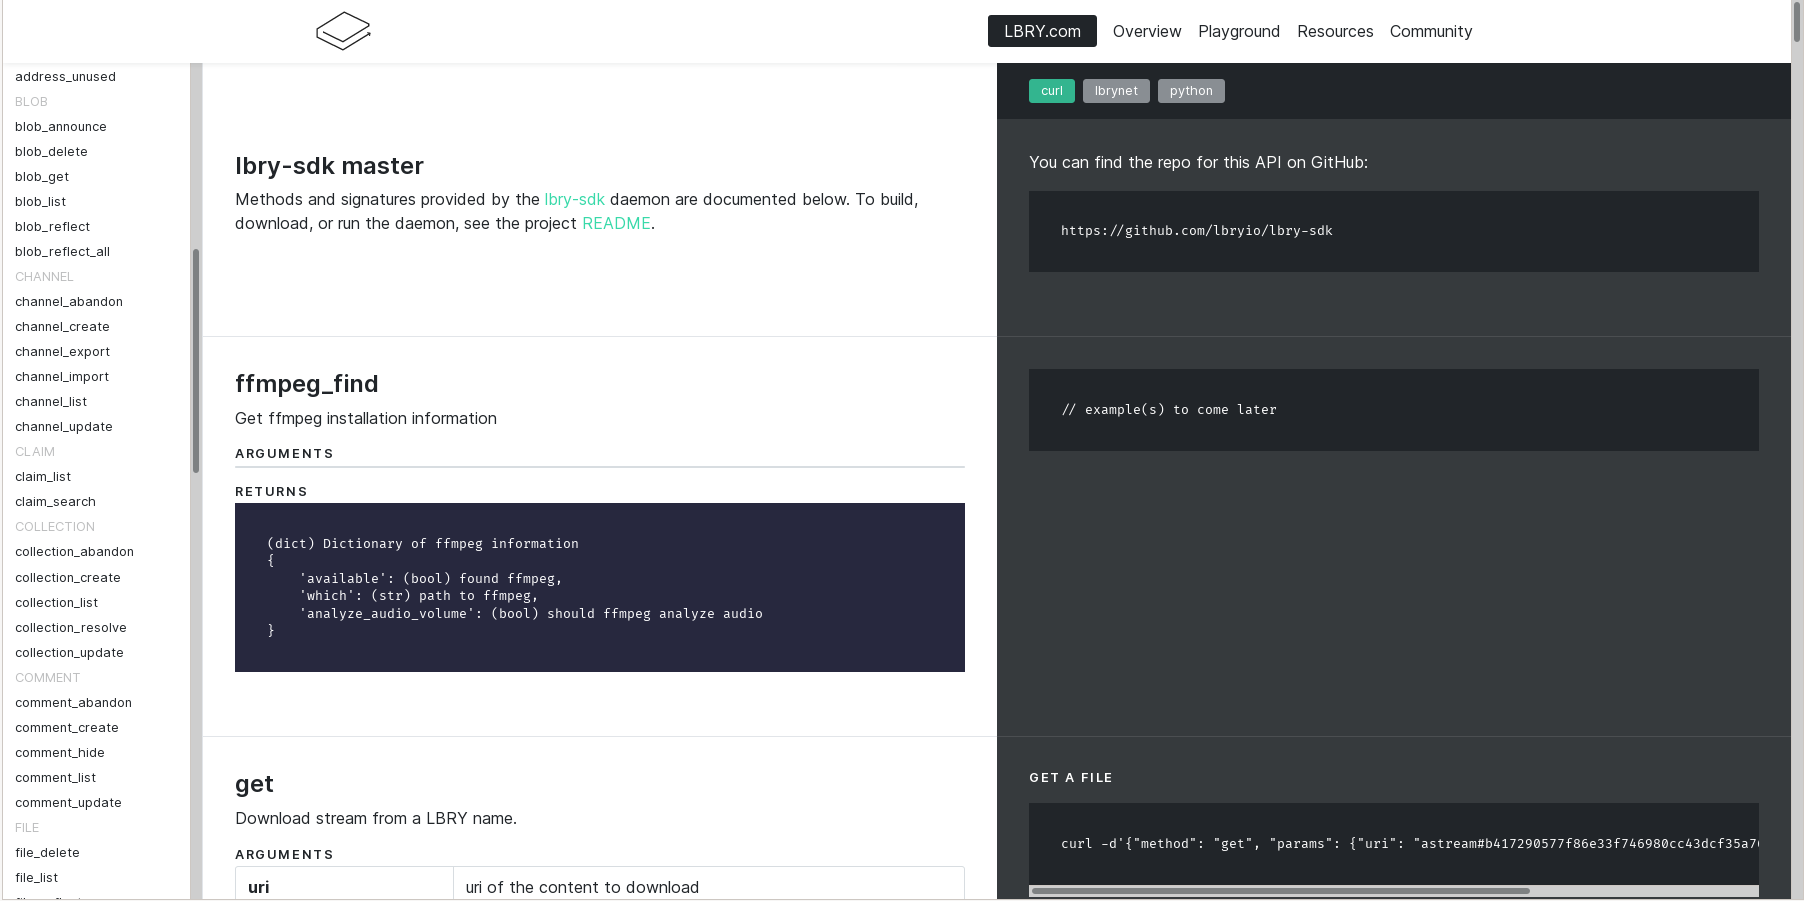 LBRY.com Overview Playground Resources Community
address_unused
BLOB
blob_announce
blob_delete
blob_get
blob_list
blob_reflect
blob_reflect_all
CHANNEL
channel_abandon
channel_create
channel_export
channel_import
channel_list
channel_update
CLAIM
claim_list
claim_search
COLLECTION
collection_abandon
collection_create
collection_list
collection_resolve
collection_update
COMMENT
comment_abandon
comment_create
comment_hide
comment_list
comment_update
FILE
file_delete
file_list
lbry-sdk master
Methods and signatures provided by the lbry-sdk daemon are documented below. To build,
download, or run the daemon, see the project README.
ffmpeg_find
Get ffmpeg installation information
ARGUMENTS
RETURNS
(dict) Dictionary of ffmpeg information
{
'available': (bool) found ffmpeg,
'which': (str) path to ffmpeg,
'analyze_audio_volume': (bool) should ffmpeg analyze audio
}
get
Download stream from a LBRY name.
ARGUMENTS
uri uri of the content to download
curl lbrynet python
You can find the repo for this API on GitHub:
https://github.com/lbryio/lbry-sdk
// example(s) to come later
GET A FILE
curl -d'{"method": "get", "params": {"uri": "astream#b417290577f86e33f746980cc43dcf35a7